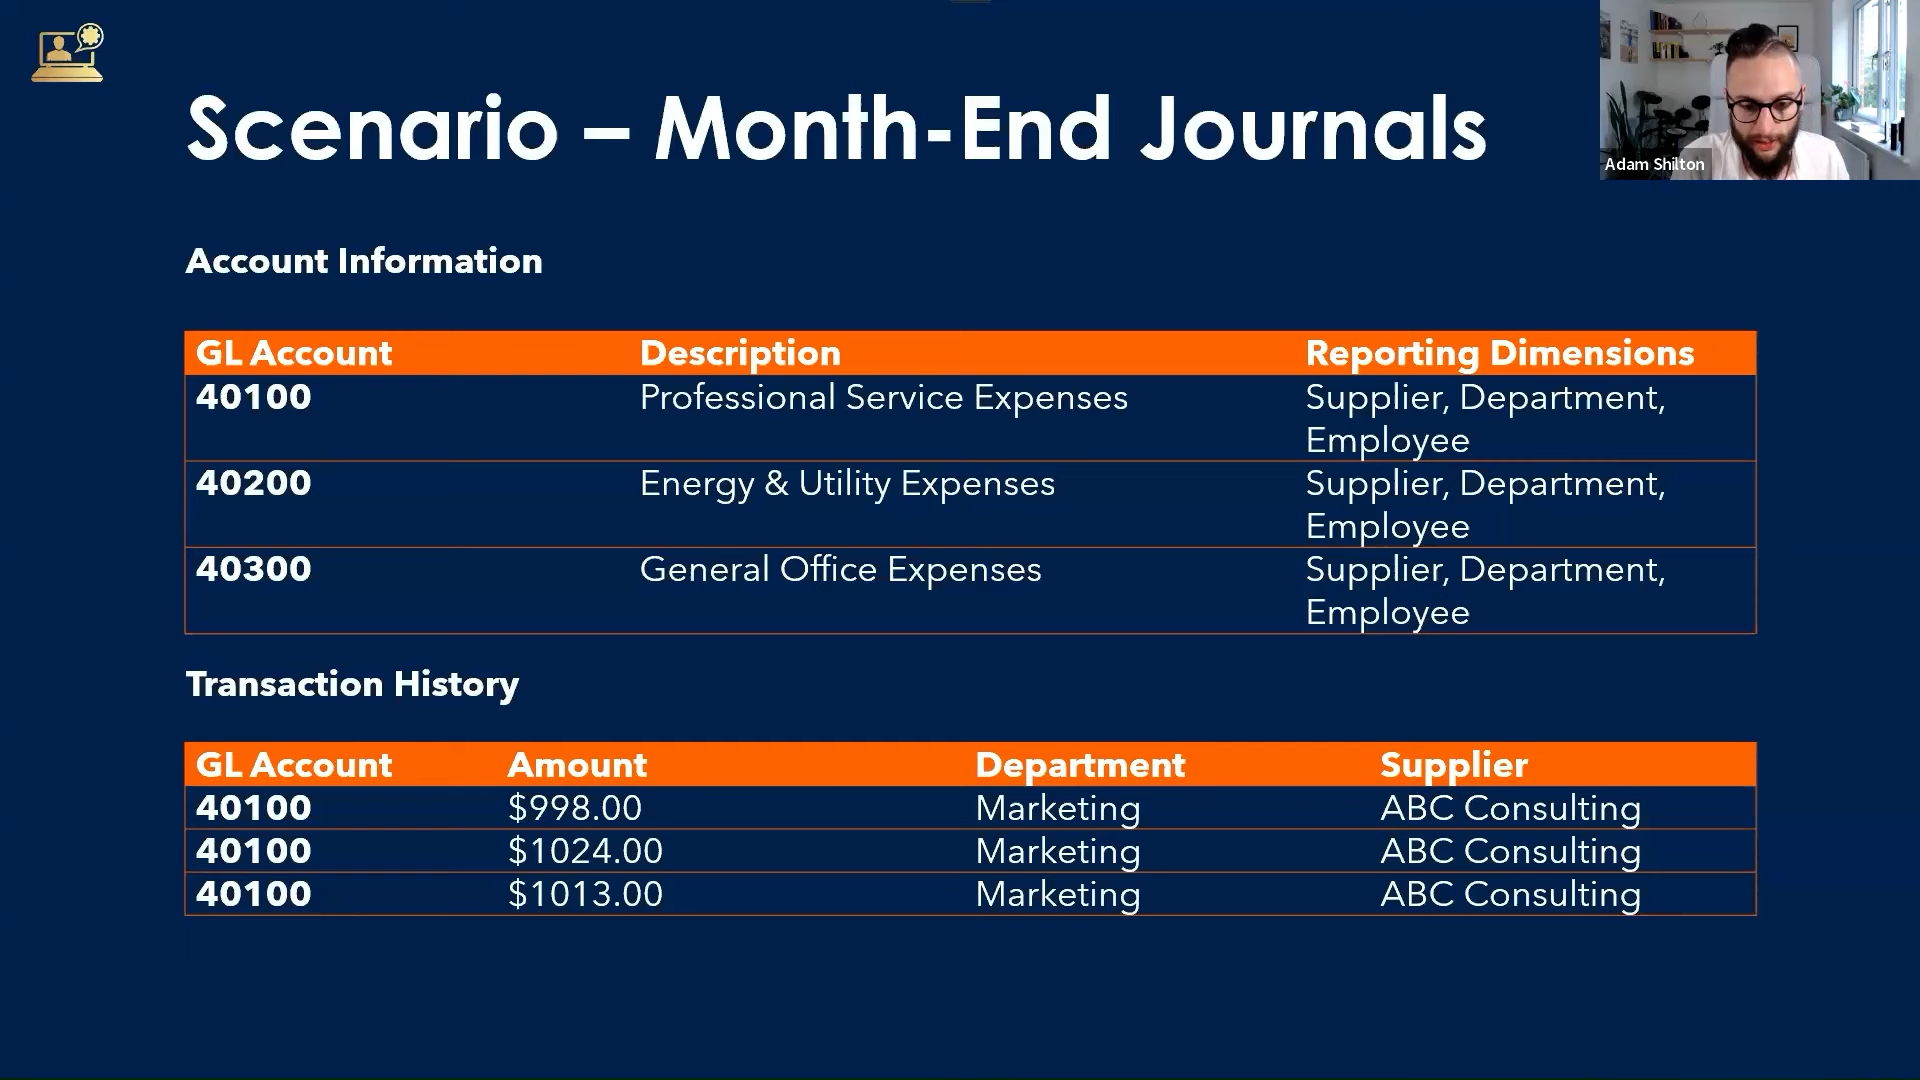 Scenario – Month-End Journals
Adam Shilton
Account Information
GL Account Description Reporting Dimensions
40100 Professional Service Expenses Supplier, Department,
Employee
40200 Energy & Utility Expenses Supplier, Department,
Employee
40300 General Office Expenses Supplier, Department,
Employee
Transaction History
GL Account Amount Department Supplier
40100 $998.00 Marketing ABC Consulting
40100 $1024.00 Marketing ABC Consulting
40100 $1013.00 Marketing ABC Consulting